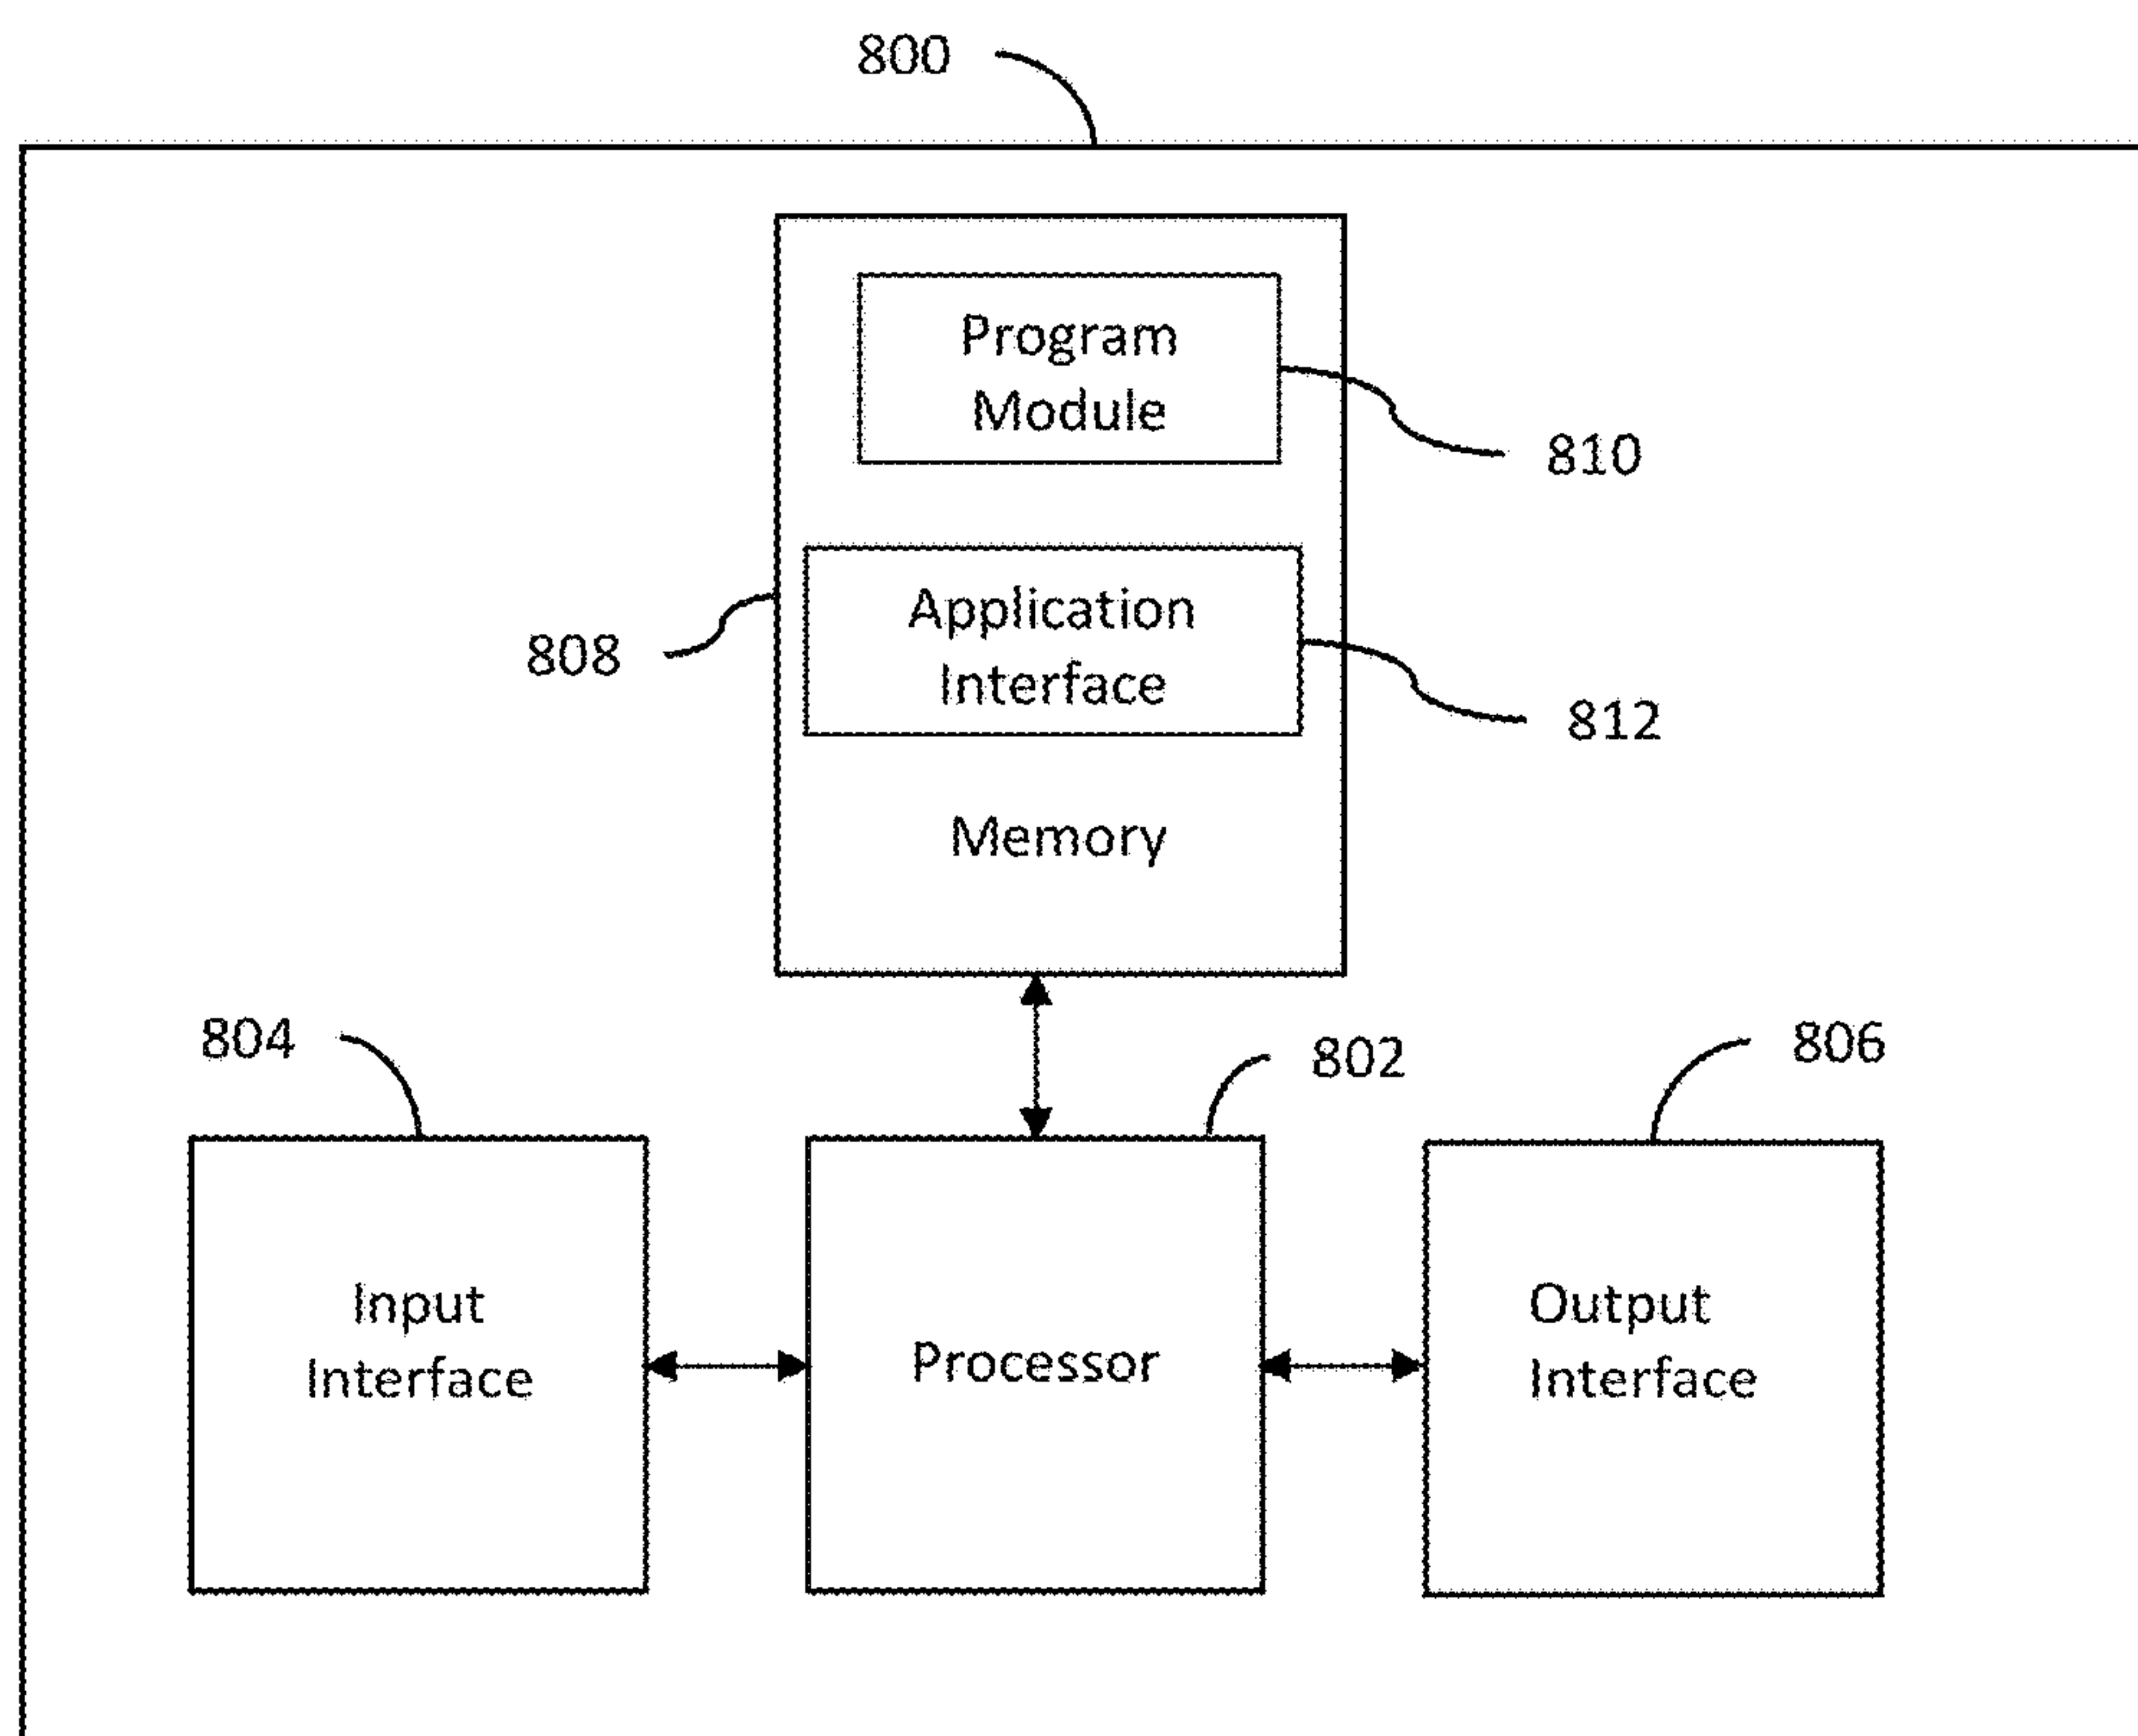 800
Program
Module
810
Application
Interface
808
812
Memory
804
802
806
Input
Interface
Processor
Output
Interface